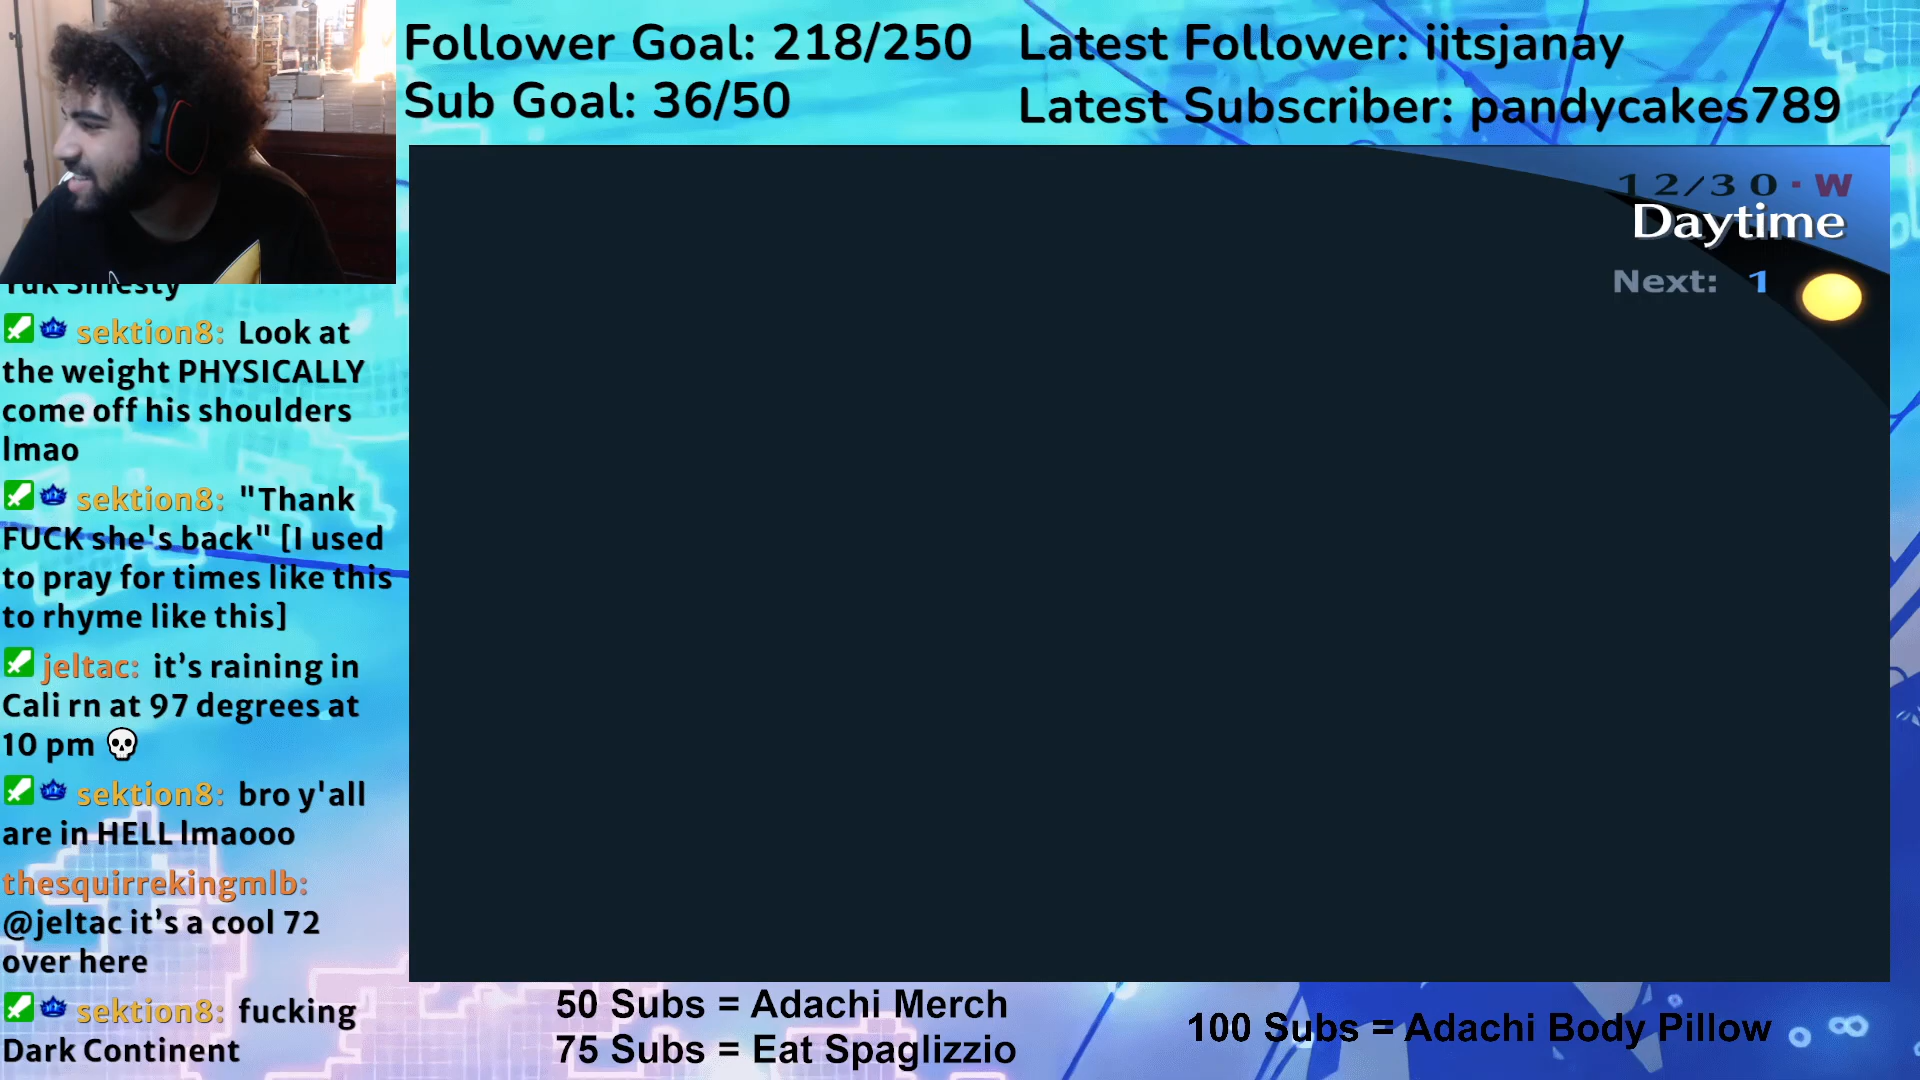 Follower Goal: 218/250
Sub Goal: 36/50
Latest Follower: iitsjanay
Latest Subscriber: pandycakes789
12/30・W
Daytime
Next: 1
sektion8: Look at
the weight PHYSICALLY
come off his shoulders
lmao
sektion8: "Thank
FUCK she's back" [I used
to pray for times like this
to rhyme like this]
jeltac: it’s raining in
Cali rn at 97 degrees at
10 pm 💀
sektion8: bro y'all
are in HELL lmaooo
thesquirrekingmlb:
@jeltac it’s a cool 72
over here
sektion8: fucking
Dark Continent
50 Subs = Adachi Merch
75 Subs = Eat Spaglizzio
100 Subs = Adachi Body Pillow